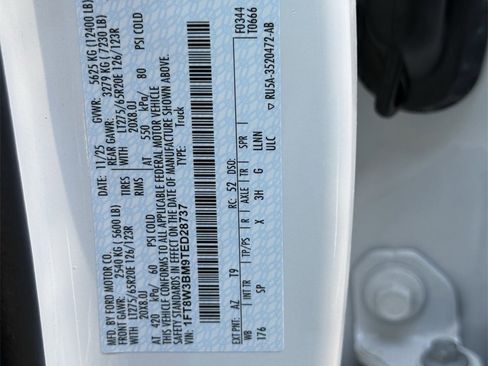 MFD. BY FORD MOTOR CO.
DATE: 11/25 GVWR: 5625 KG (12400 LB)
FRONT GAWR: 2540 KG (5600 LB) REAR GAWR: 3279 KG (7230 LB)
LT275/65R20E 126/123R TIRES WITH LT275/65R20E 126/123R
20X8.0J RIMS 20X8.0J
AT 420 kPa/ 60 PSI COLD AT 550 kPa/ 80 PSI COLD
THIS VEHICLE CONFORMS TO ALL APPLICABLE FEDERAL MOTOR VEHICLE
SAFETY STANDARDS IN EFFECT ON THE DATE OF MANUFACTURE SHOWN ABOVE.
VIN: 1FT8W3BM9TED28737 TYPE: Truck
F0344
T0666
EXT PNT: AZ T9 RC: 52 DSO:
WB INT TR TP/PS R AXLE TR SPR
176 SP X 3H G LLNN
ULC
RU5A-3520472-AB